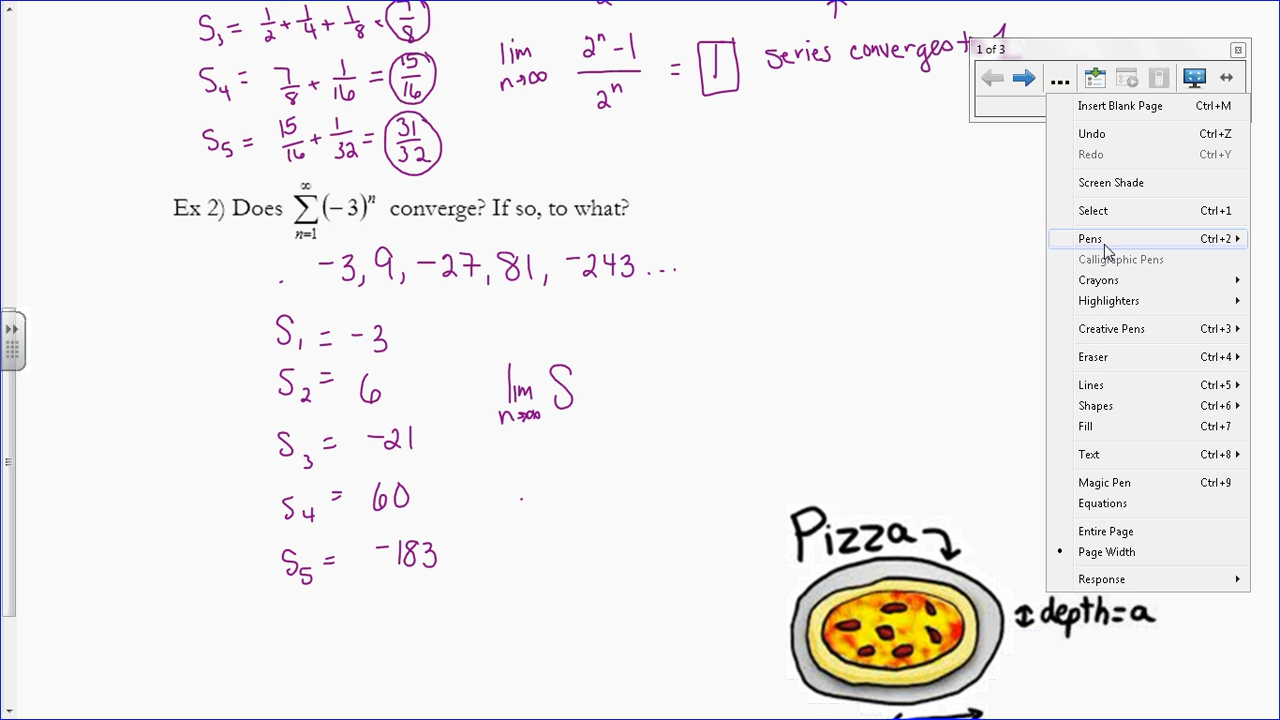 S₁ = 1/2 + 1/4 + 1/8 = 7/8
S₄ = 7/8 + 1/16 = 15/16
S₅ = 15/16 + 1/32 = 31/32
lim n→∞ (2ⁿ - 1)/2ⁿ = 1 series converges
Ex 2) Does ∑ n=1 ∞ (-3)ⁿ converge? If so, to what?
-3, 9, -27, 81, -243 ...
S₁ = -3
S₂ = 6
S₃ = -21
S₄ = 60
S₅ = -183
lim n→∞ S
Pizza
depth=a
1 of 3
Insert Blank Page Ctrl+M
Undo Ctrl+Z
Redo Ctrl+Y
Screen Shade
Select Ctrl+1
Pens Ctrl+2
Calligraphic Pens
Crayons
Highlighters
Creative Pens Ctrl+3
Eraser Ctrl+4
Lines Ctrl+5
Shapes Ctrl+6
Fill Ctrl+7
Text Ctrl+8
Magic Pen Ctrl+9
Equations
Entire Page
Page Width
Response